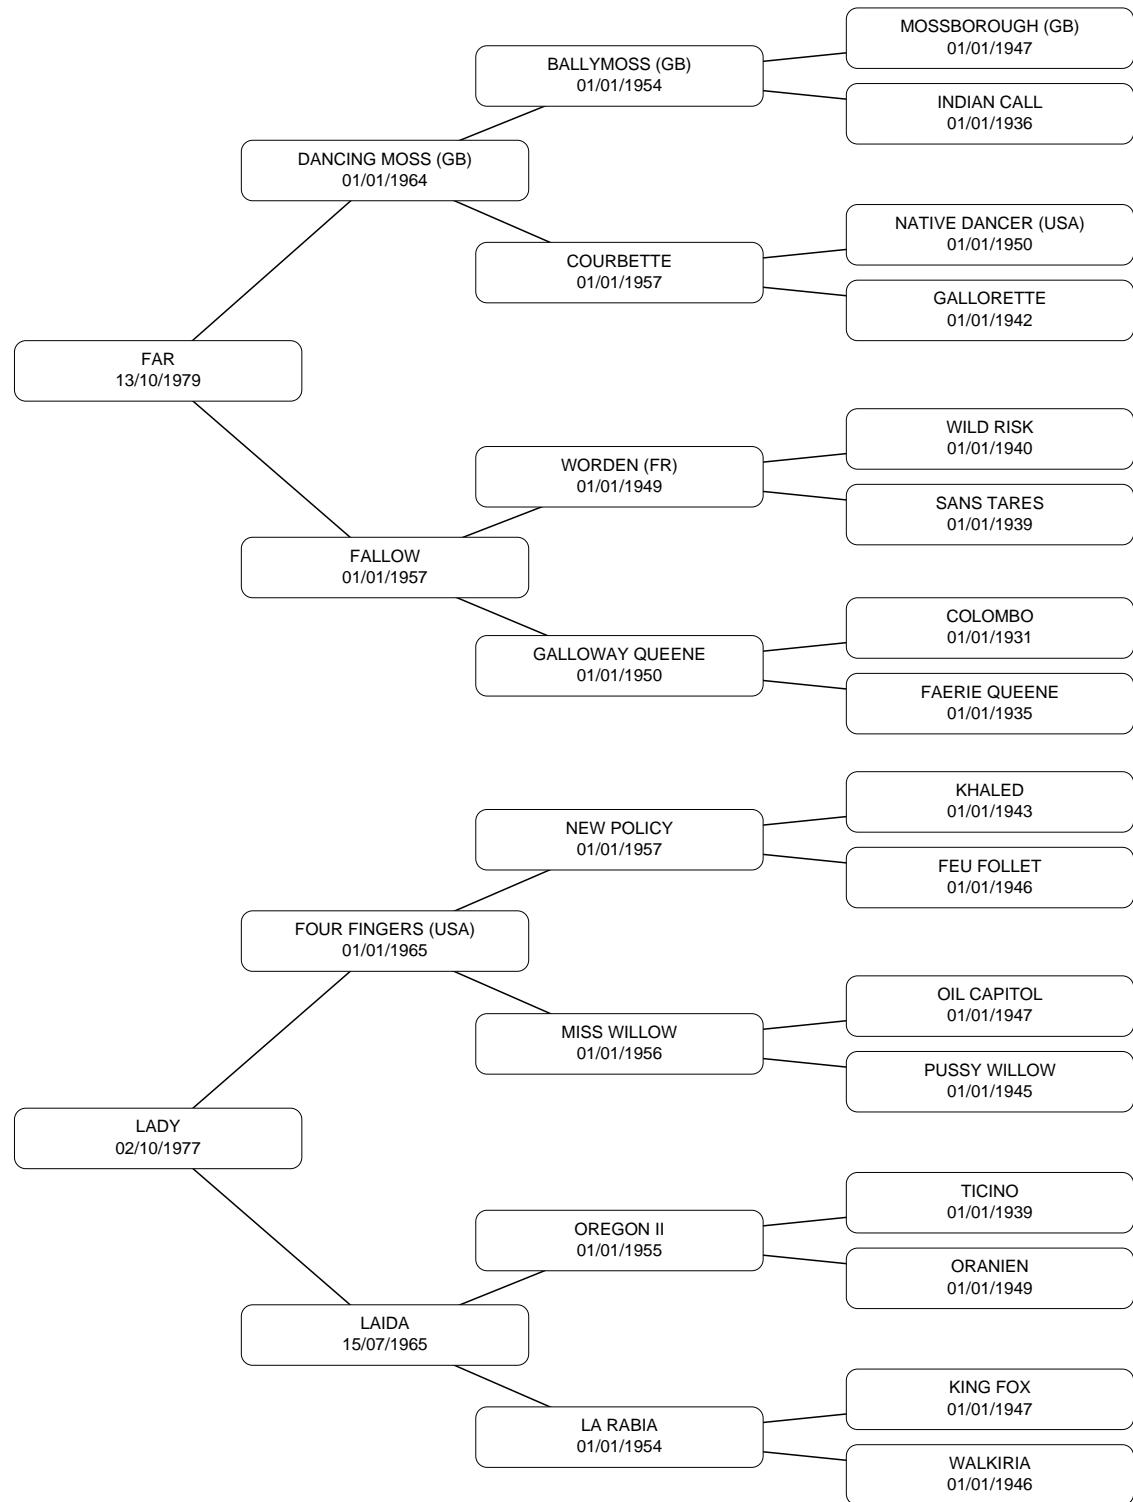 MOSSBOROUGH (GB)
01/01/1947
BALLYMOSS (GB)
01/01/1954
INDIAN CALL
01/01/1936
DANCING MOSS (GB)
01/01/1964
NATIVE DANCER (USA)
01/01/1950
COURBETTE
01/01/1957
GALLORETTE
01/01/1942
FAR
13/10/1979
WILD RISK
01/01/1940
WORDEN (FR)
01/01/1949
SANS TARES
01/01/1939
FALLOW
01/01/1957
COLOMBO
01/01/1931
GALLOWAY QUEENE
01/01/1950
FAERIE QUEENE
01/01/1935
KHALED
01/01/1943
NEW POLICY
01/01/1957
FEU FOLLET
01/01/1946
FOUR FINGERS (USA)
01/01/1965
OIL CAPITOL
01/01/1947
MISS WILLOW
01/01/1956
PUSSY WILLOW
01/01/1945
LADY
02/10/1977
TICINO
01/01/1939
OREGON II
01/01/1955
ORANIEN
01/01/1949
LAIDA
15/07/1965
KING FOX
01/01/1947
LA RABIA
01/01/1954
WALKIRIA
01/01/1946